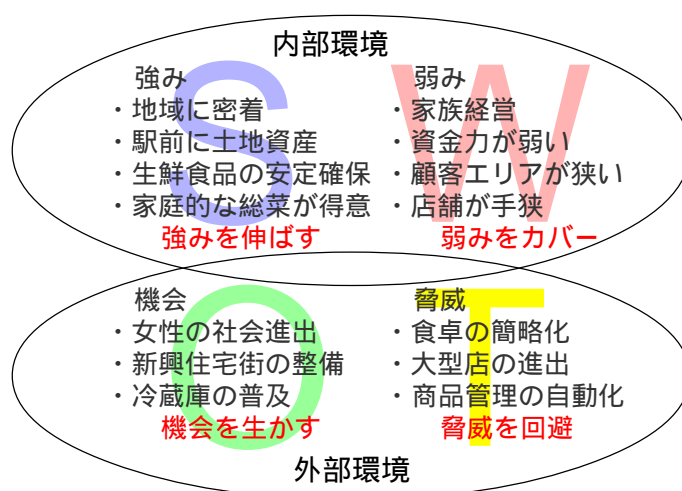 内部環境
S
強み
・地域に密着
・駅前に土地資産
・生鮮食品の安定確保
・家庭的な総菜が得意
強みを伸ばす
W
弱み
・家族経営
・資金力が弱い
・顧客エリアが狭い
・店舗が手狭
弱みをカバー
O
機会
・女性の社会進出
・新興住宅街の整備
・冷蔵庫の普及
機会を生かす
T
脅威
・食卓の簡略化
・大型店の進出
・商品管理の自動化
脅威を回避
外部環境